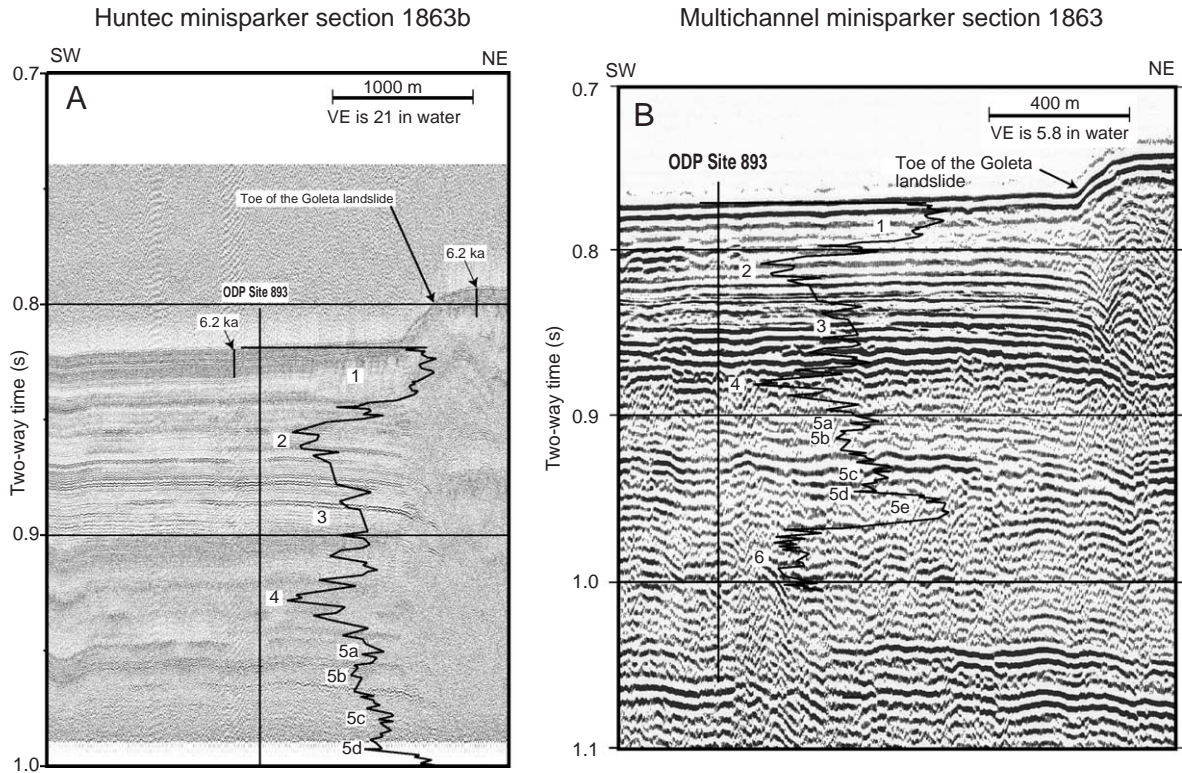 Huntec minisparker section 1863b
SW
NE
0.7
A
1000 m
VE is 21 in water
Toe of the Goleta landslide
6.2 ka
ODP Site 893
0.8
6.2 ka
1
2
Two-way time (s)
3
0.9
4
5a
5b
5c
5d
1.0
Multichannel minisparker section 1863
SW
NE
0.7
B
400 m
VE is 5.8 in water
ODP Site 893
Toe of the Goleta
landslide
1
0.8
2
3
4
Two-way time (s)
0.9
5a
5b
5c
5d
5e
6
1.0
1.1